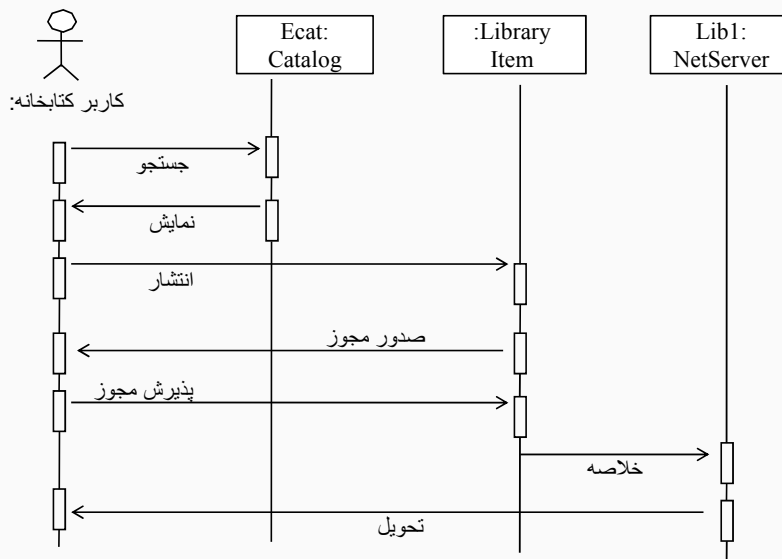 Ecat:
Catalog
:Library
Item
Lib1:
NetServer
کاربر کتابخانه:
جستجو
نمایش
انتشار
صدور مجوز
پذیرش مجوز
خلاصه
تحویل